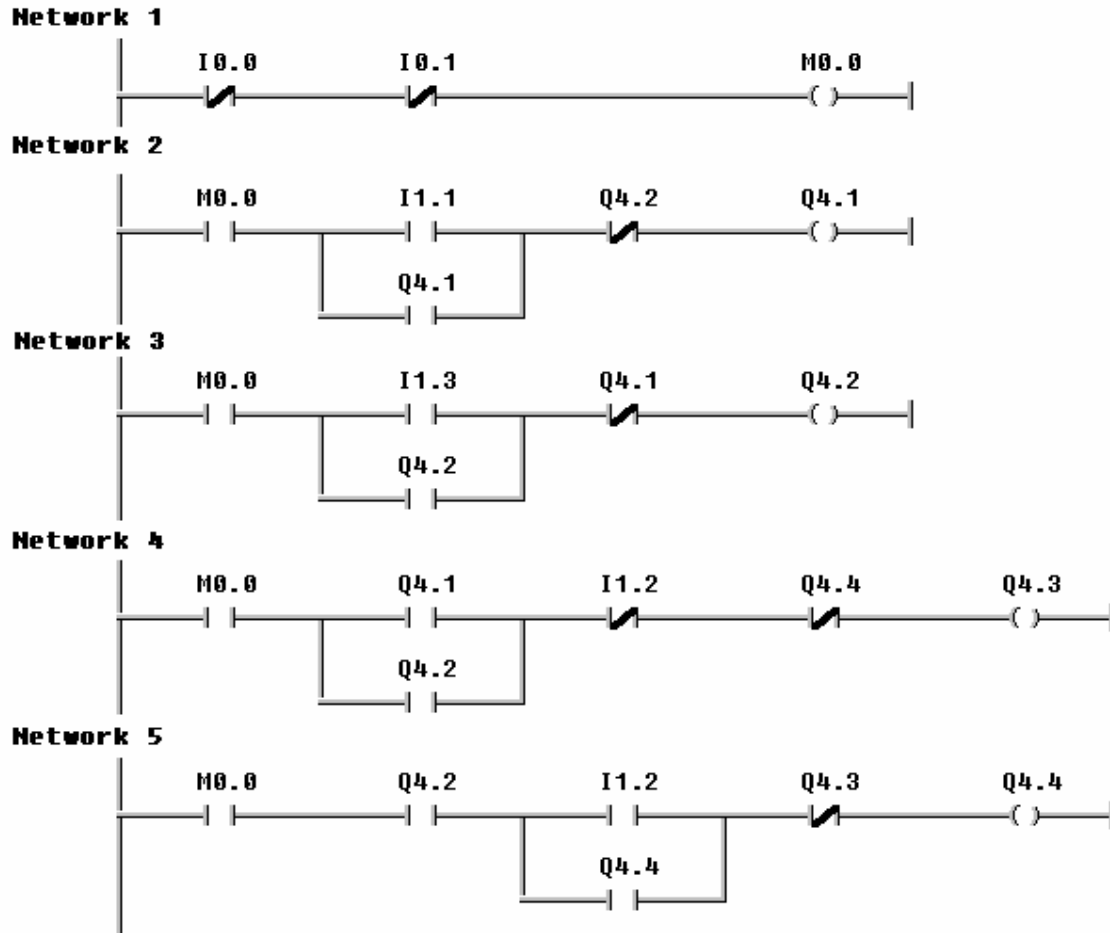 Network 1
I0.0 I0.1 M0.0
Network 2
M0.0 I1.1 Q4.2 Q4.1
Q4.1
Network 3
M0.0 I1.3 Q4.1 Q4.2
Q4.2
Network 4
M0.0 Q4.1 I1.2 Q4.4 Q4.3
Q4.2
Network 5
M0.0 Q4.2 I1.2 Q4.3 Q4.4
Q4.4